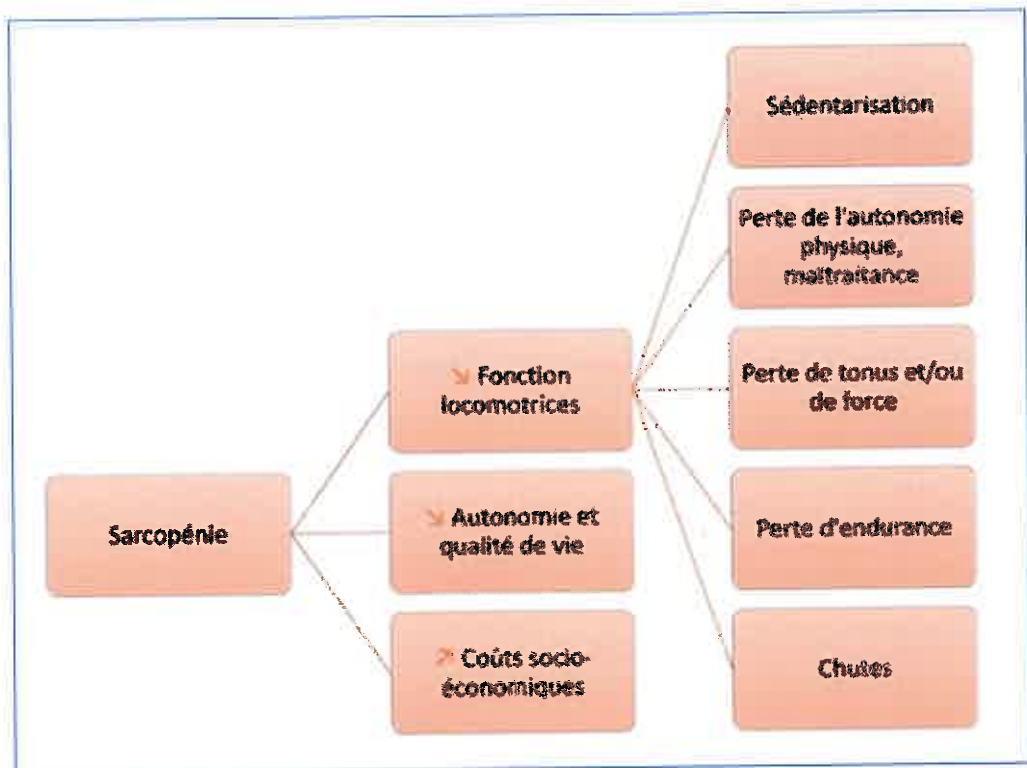 Sarcopénie
↘ Fonction
locomotrices
↘ Autonomie et
qualité de vie
↗ Coûts socio-
économiques
Sédentarisation
Perte de l'autonomie
physique,
maltraitance
Perte de tonus et/ou
de force
Perte d'endurance
Chutes